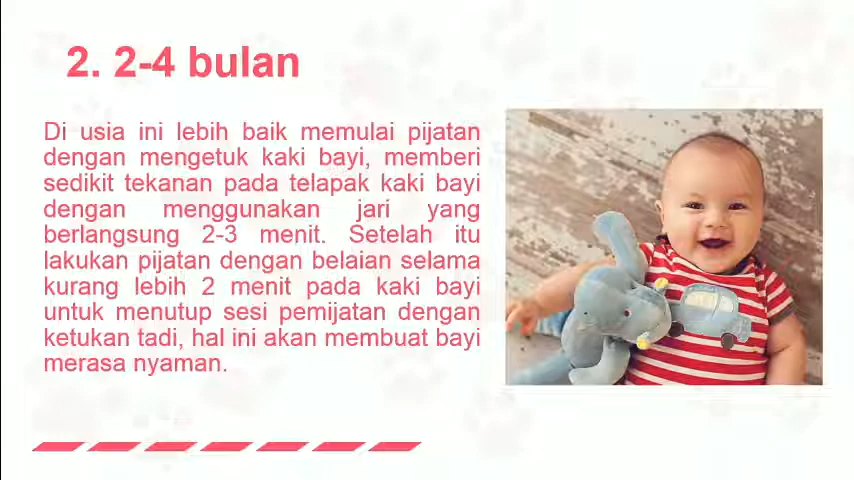 2. 2-4 bulan
Di usia ini lebih baik memulai pijatan
dengan mengetuk kaki bayi, memberi
sedikit tekanan pada telapak kaki bayi
dengan menggunakan jari yang
berlangsung 2-3 menit. Setelah itu
lakukan pijatan dengan belaian selama
kurang lebih 2 menit pada kaki bayi
untuk menutup sesi pemijatan dengan
ketukan tadi, hal ini akan membuat bayi
merasa nyaman.